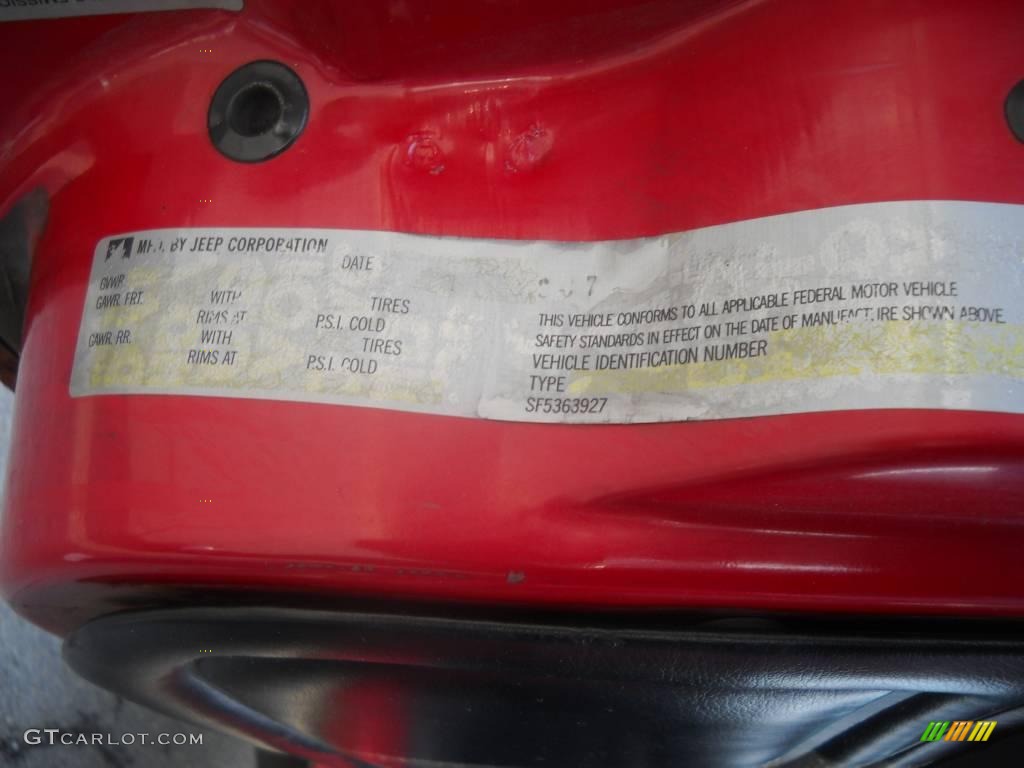 BY JEEP CORPORATION
DATE
7
GVWR
GAWR. FRT. WITH TIRES
RIMS AT P.S.I. COLD
GAWR. RR. WITH TIRES
RIMS AT P.S.I. COLD
THIS VEHICLE CONFORMS TO ALL APPLICABLE FEDERAL MOTOR VEHICLE
SAFETY STANDARDS IN EFFECT ON THE DATE OF MANUFACTURE SHOWN ABOVE
VEHICLE IDENTIFICATION NUMBER
TYPE
SF5363927
GTCARLOT.COM